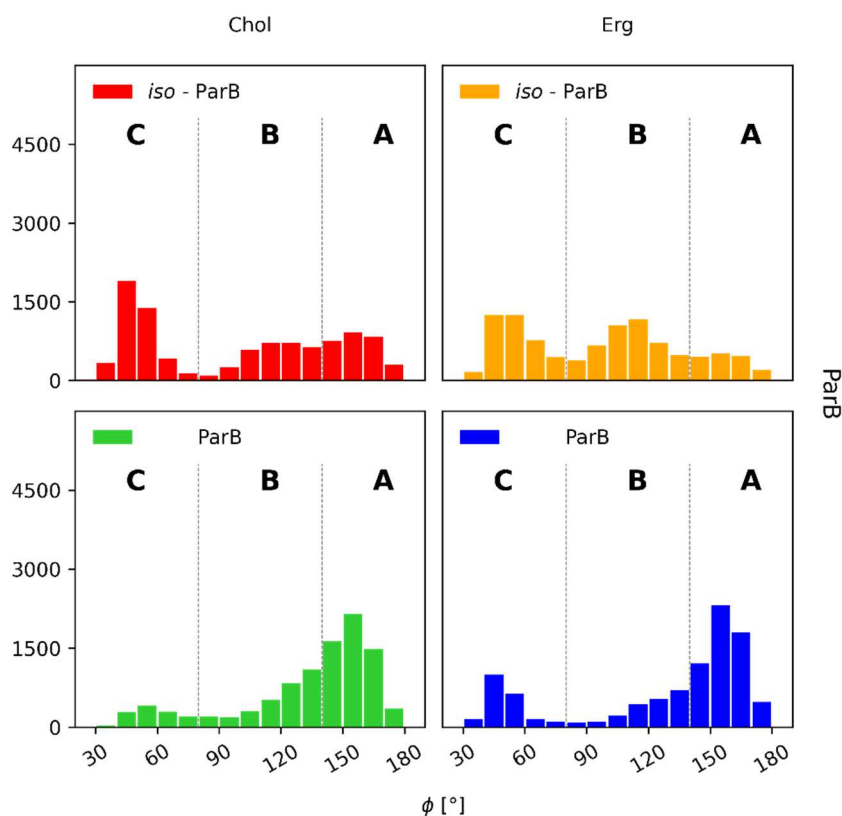 Chol Erg
iso - ParB iso - ParB
C B A C B A
4500
3000
1500
0
ParB
ParB ParB
C B A C B A
4500
3000
1500
0
30 60 90 120 150 180 30 60 90 120 150 180
ϕ [°]